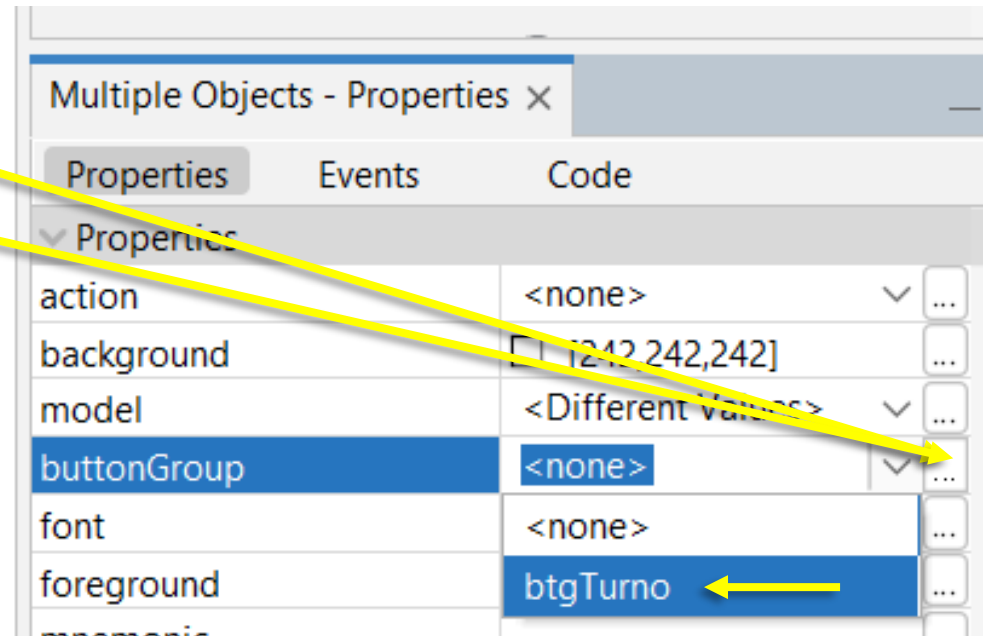 Multiple Objects - Properties ×
Properties Events Code
Properties
action <none> ...
background [242,242,242] ...
model <Different Values> ...
buttonGroup <none> ...
font <none> ...
foreground btgTurno ...
mnemonic